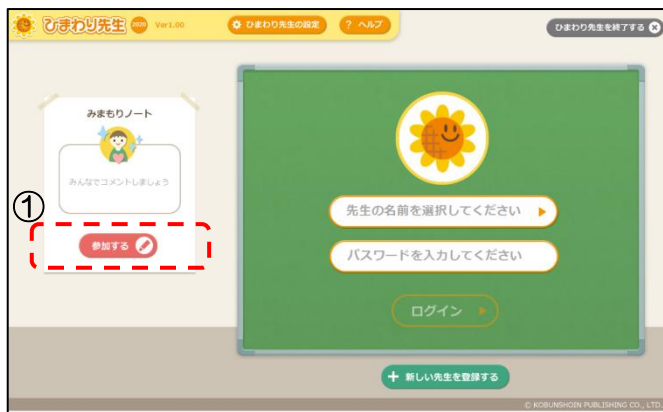 ひまわり先生 2020 Ver1.00
ひまわり先生の設定
? ヘルプ
ひまわり先生を終了する
みまもりノート
みんなでコメントしましょう
①
参加する
先生の名前を選択してください
パスワードを入力してください
ログイン
+ 新しい先生を登録する
© KOBUNSHOIN PUBLISHING CO., LTD.